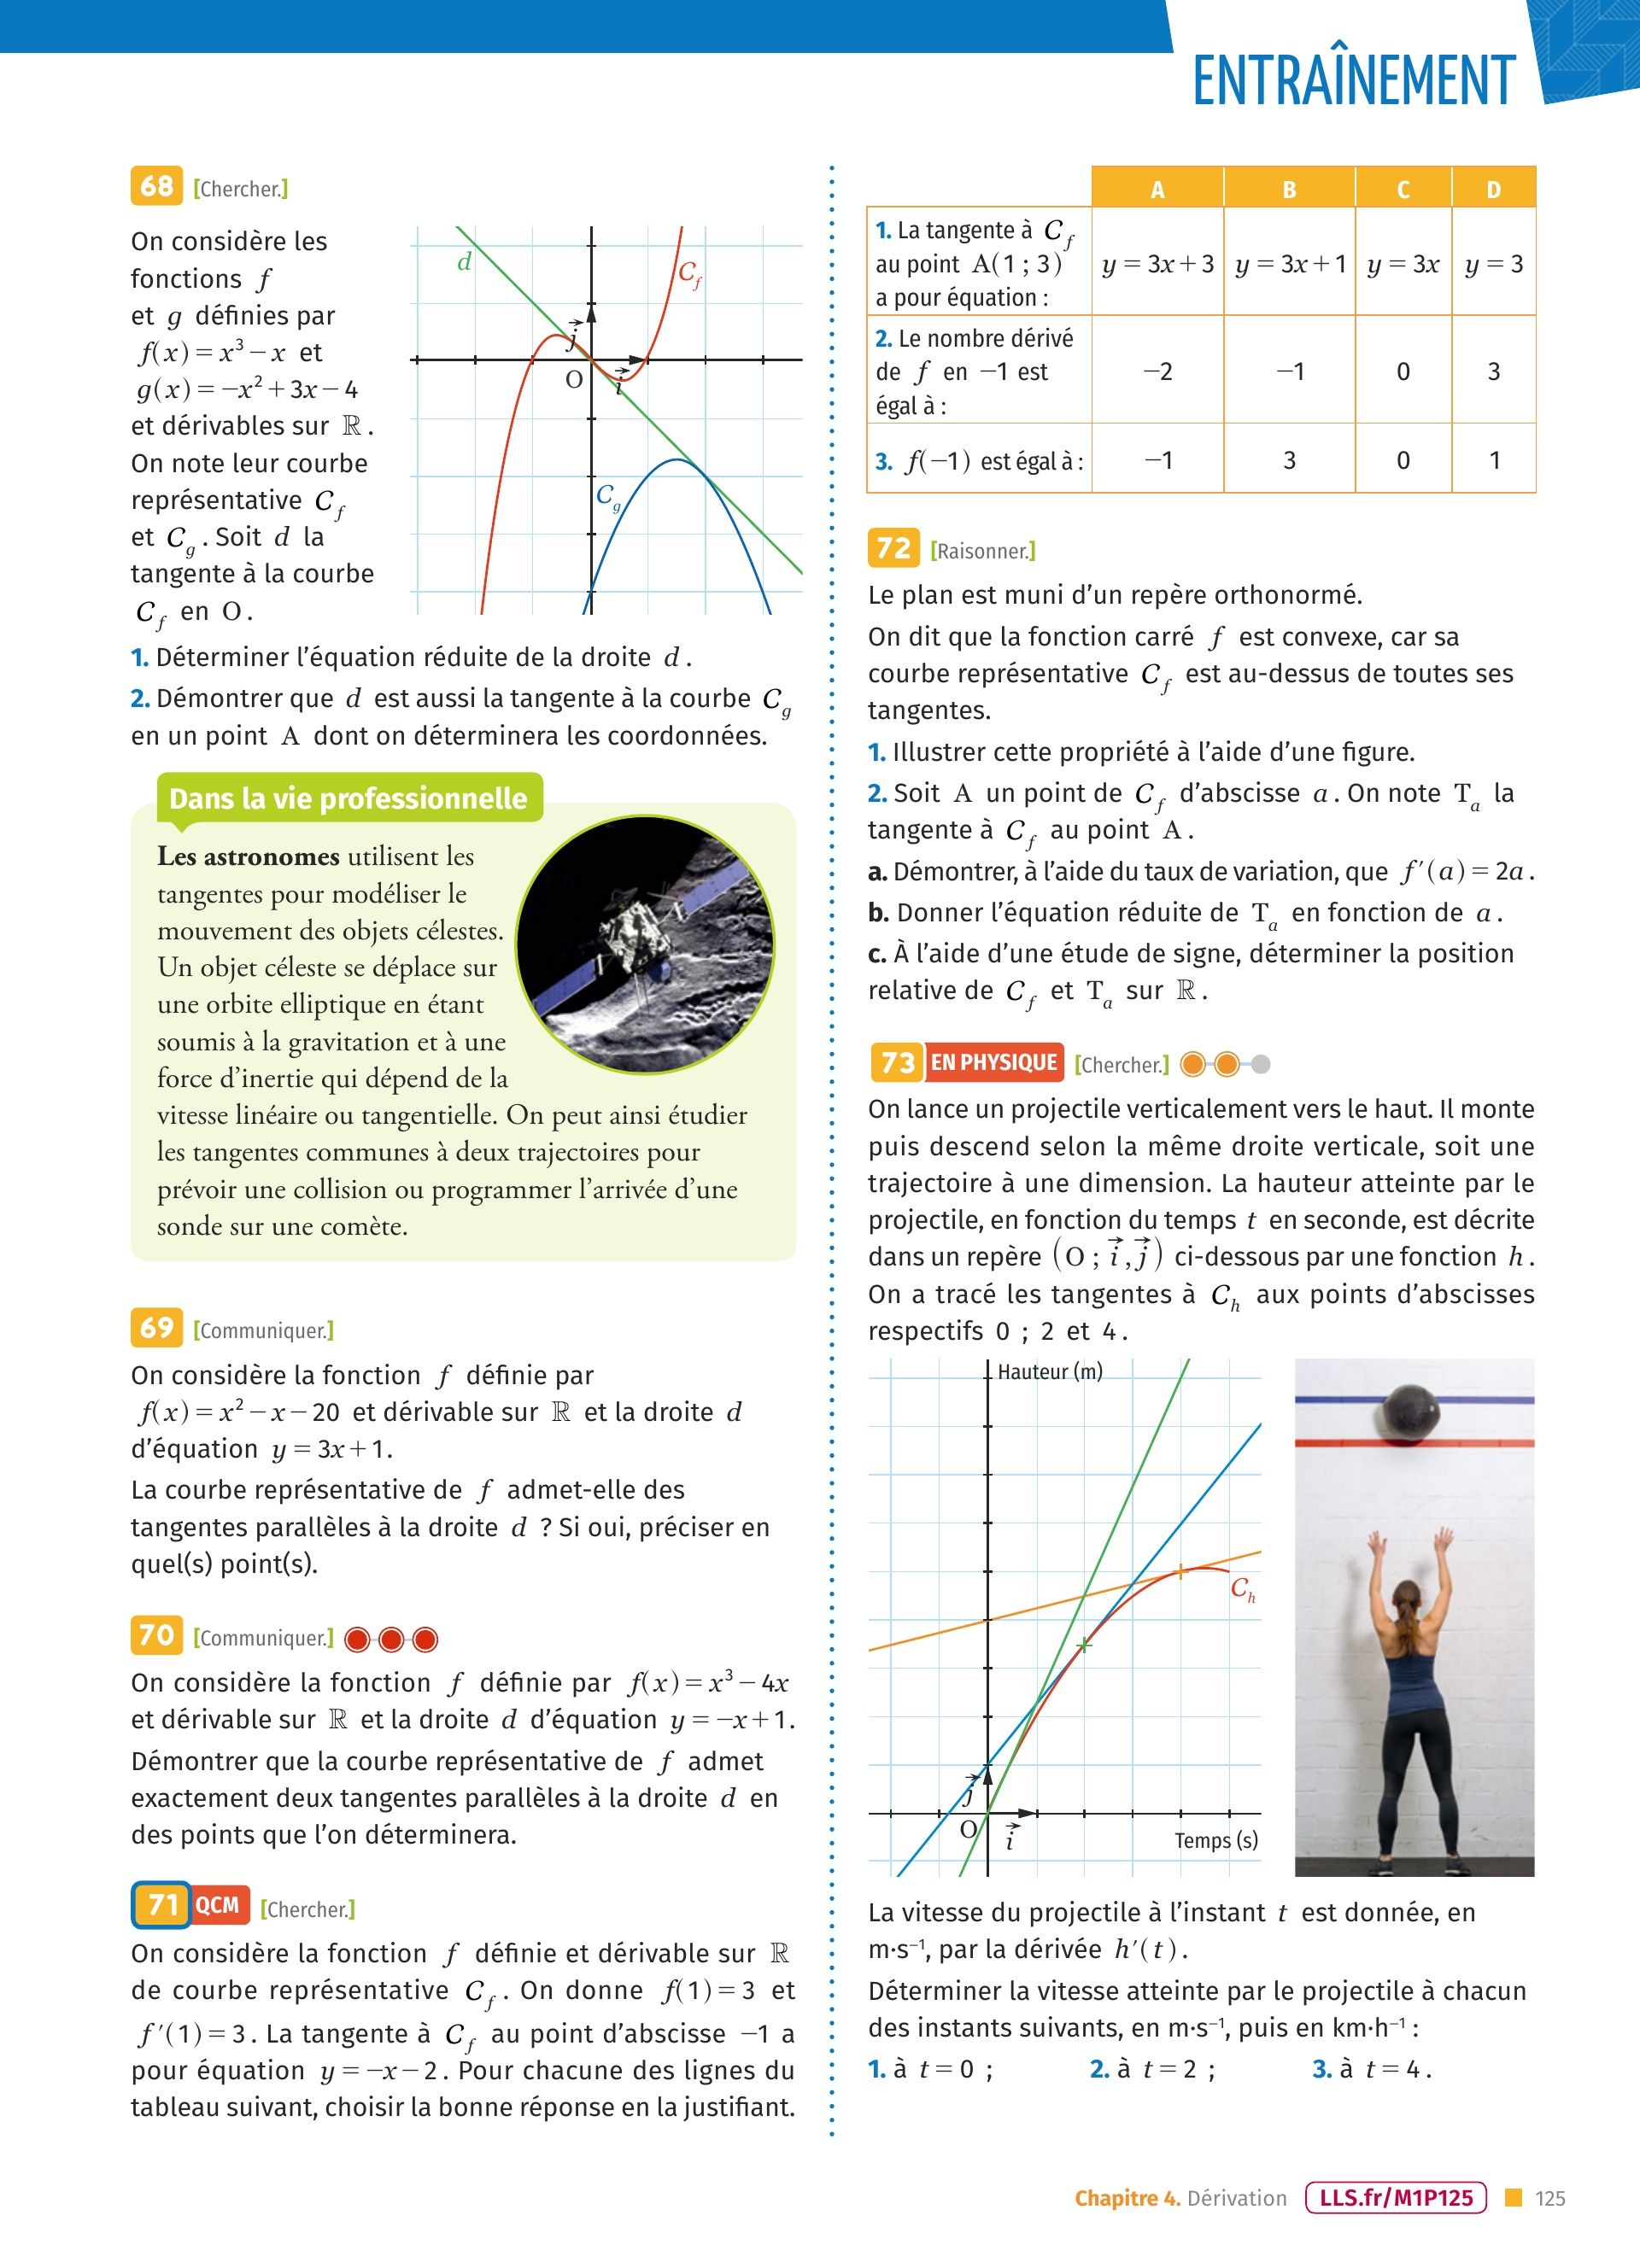 ENTRAÎNEMENT
68 [Chercher.]
On considère les
fonctions f
et g définies par
f(x) = x³ − x et
g(x) = −x² + 3x − 4
et dérivables sur ℝ.
On note leur courbe
représentative C_f
et C_g. Soit d la
tangente à la courbe
C_f en O.
d
C_f
j
O
i
C_g
1. Déterminer l’équation réduite de la droite d.
2. Démontrer que d est aussi la tangente à la courbe C_g
en un point A dont on déterminera les coordonnées.
Dans la vie professionnelle
Les astronomes utilisent les
tangentes pour modéliser le
mouvement des objets célestes.
Un objet céleste se déplace sur
une orbite elliptique en étant
soumis à la gravitation et à une
force d’inertie qui dépend de la
vitesse linéaire ou tangentielle. On peut ainsi étudier
les tangentes communes à deux trajectoires pour
prévoir une collision ou programmer l’arrivée d’une
sonde sur une comète.
69 [Communiquer.]
On considère la fonction f définie par
f(x) = x² − x − 20 et dérivable sur ℝ et la droite d
d’équation y = 3x + 1.
La courbe représentative de f admet-elle des
tangentes parallèles à la droite d ? Si oui, préciser en
quel(s) point(s).
70 [Communiquer.]
On considère la fonction f définie par f(x) = x³ − 4x
et dérivable sur ℝ et la droite d d’équation y = −x + 1.
Démontrer que la courbe représentative de f admet
exactement deux tangentes parallèles à la droite d en
des points que l’on déterminera.
71 QCM [Chercher.]
On considère la fonction f définie et dérivable sur ℝ
de courbe représentative C_f. On donne f(1) = 3 et
f′(1) = 3. La tangente à C_f au point d’abscisse −1 a
pour équation y = −x − 2. Pour chacune des lignes du
tableau suivant, choisir la bonne réponse en la justifiant.
A B C D
1. La tangente à C_f
au point A(1 ; 3)
a pour équation :
y = 3x + 3 y = 3x + 1 y = 3x y = 3
2. Le nombre dérivé
de f en −1 est
égal à :
−2 −1 0 3
3. f(−1) est égal à : −1 3 0 1
72 [Raisonner.]
Le plan est muni d’un repère orthonormé.
On dit que la fonction carré f est convexe, car sa
courbe représentative C_f est au-dessus de toutes ses
tangentes.
1. Illustrer cette propriété à l’aide d’une figure.
2. Soit A un point de C_f d’abscisse a. On note T_a la
tangente à C_f au point A.
a. Démontrer, à l’aide du taux de variation, que f′(a) = 2a.
b. Donner l’équation réduite de T_a en fonction de a.
c. À l’aide d’une étude de signe, déterminer la position
relative de C_f et T_a sur ℝ.
73 EN PHYSIQUE [Chercher.]
On lance un projectile verticalement vers le haut. Il monte
puis descend selon la même droite verticale, soit une
trajectoire à une dimension. La hauteur atteinte par le
projectile, en fonction du temps t en seconde, est décrite
dans un repère (O ; i⃗, j⃗) ci-dessous par une fonction h.
On a tracé les tangentes à C_h aux points d’abscisses
respectifs 0 ; 2 et 4.
Hauteur (m)
C_h
j
O
i
Temps (s)
La vitesse du projectile à l’instant t est donnée, en
m·s⁻¹, par la dérivée h′(t).
Déterminer la vitesse atteinte par le projectile à chacun
des instants suivants, en m·s⁻¹, puis en km·h⁻¹ :
1. à t = 0 ; 2. à t = 2 ; 3. à t = 4.
Chapitre 4. Dérivation LLS.fr/M1P125 125